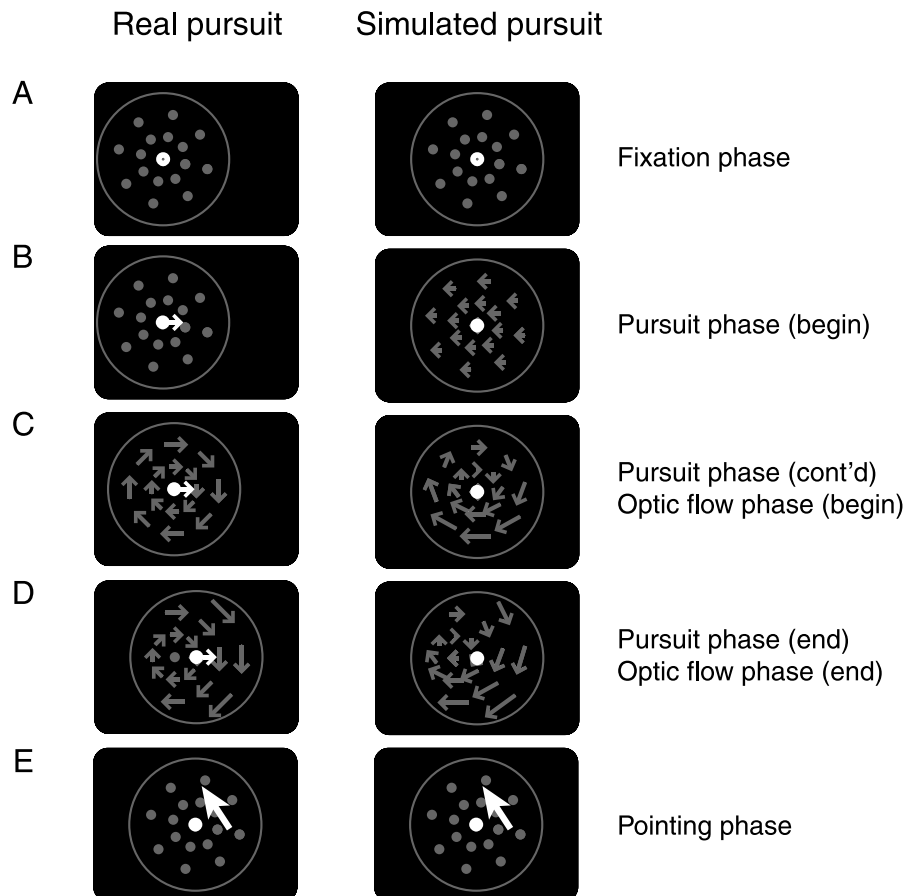 Real pursuit
Simulated pursuit
A
Fixation phase
B
Pursuit phase (begin)
C
Pursuit phase (cont'd)
Optic flow phase (begin)
D
Pursuit phase (end)
Optic flow phase (end)
E
Pointing phase